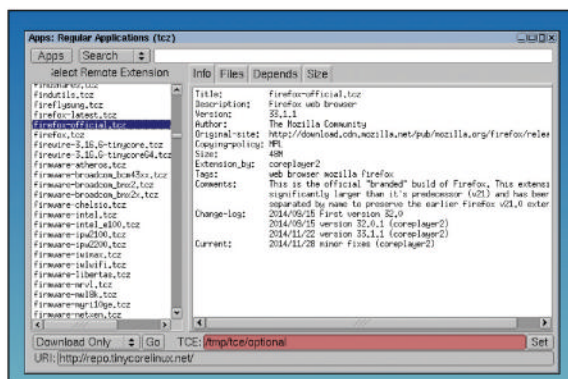 Apps: Regular Applications (tcz)
Apps Search
Select Remote Extension
Info Files Depends Size
findutils.tcz
fireflysung.tcz
firefox-latest.tcz
firefox-official.tcz
firefox.tcz
firewire-3.16.6-tinycore.tcz
firewire-3.16.6-tinycore64.tcz
firmware-atheros.tcz
firmware-broadcom_bcm43xx.tcz
firmware-broadcom_bnx2.tcz
firmware-broadcom_bnx2x.tcz
firmware-chelsio.tcz
firmware-intel.tcz
firmware-intel_e100.tcz
firmware-ipw2100.tcz
firmware-ipw2200.tcz
firmware-iwimax.tcz
firmware-iwlwifi.tcz
firmware-libertas.tcz
firmware-mrvl.tcz
firmware-mwl8k.tcz
firmware-myri10ge.tcz
firmware-netxen.tcz
Title: firefox-official.tcz
Description: Firefox web browser
Version: 33.1.1
Author: The Mozilla Community
Original-site: http://download.cdn.mozilla.net/pub/mozilla.org/firefox/relea
Copying-policy: MPL
Size: 48M
Extension_by: coreplayer2
Tags: web browser mozilla firefox
Comments: This is the official "branded" build of Firefox. This extensi
significantly larger than it's predecessor (v21) and has been
separated by name to preserve the earlier firefox v21.0 exter
Change-log: 2014/09/15 First version 32.0
2014/09/15 version 32.0.1 (coreplayer2)
2014/11/22 version 33.1.1 (coreplayer2)
Current: 2014/11/28 minor fixes (coreplayer2)
Download Only Go TCE: /tmp/tce/optional Set
URI: http://repo.tinycorelinux.net/